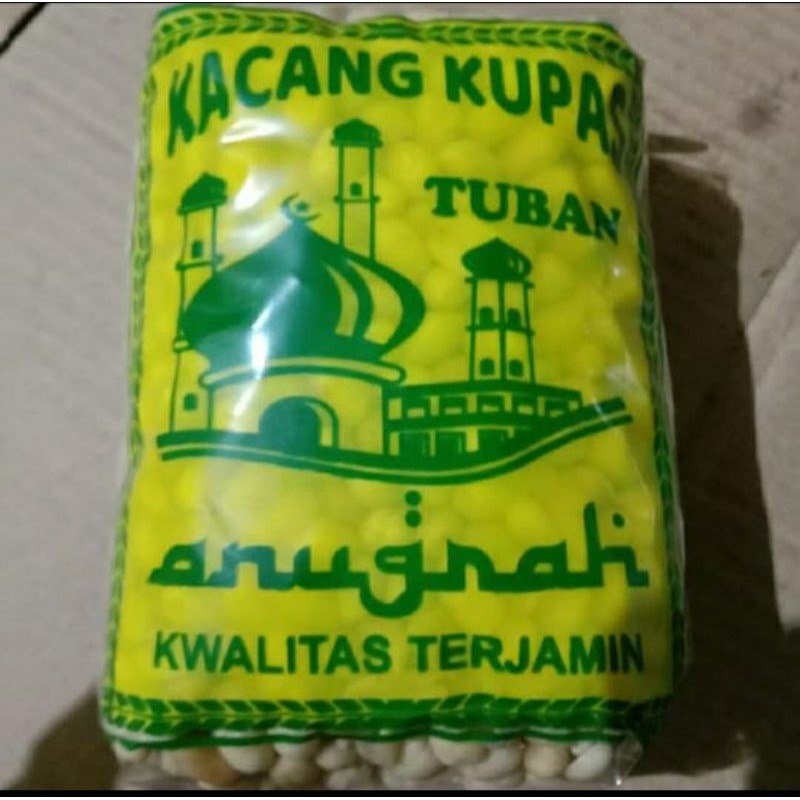 KACANG KUPAS
TUBAN
anugrah
KWALITAS TERJAMIN